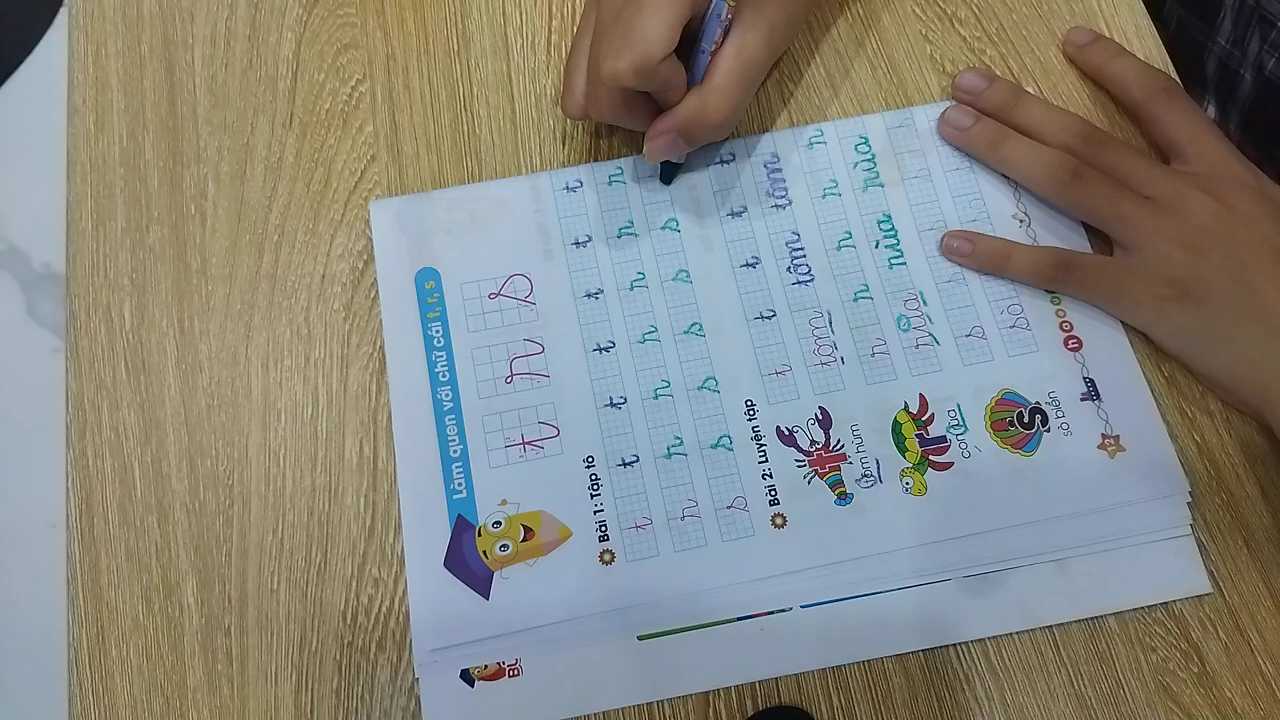 Làm quen với chữ cái t, r, s
t r s
Bài 1: Tập tô
t t t t t t t
r r r r r r r
s s s s s s
Bài 2: Luyện tập
t t t t t
tôm tôm tôm
tôm hùm
r r r r r
rùa rùa rùa
con rùa
s
sò
sò biển
12